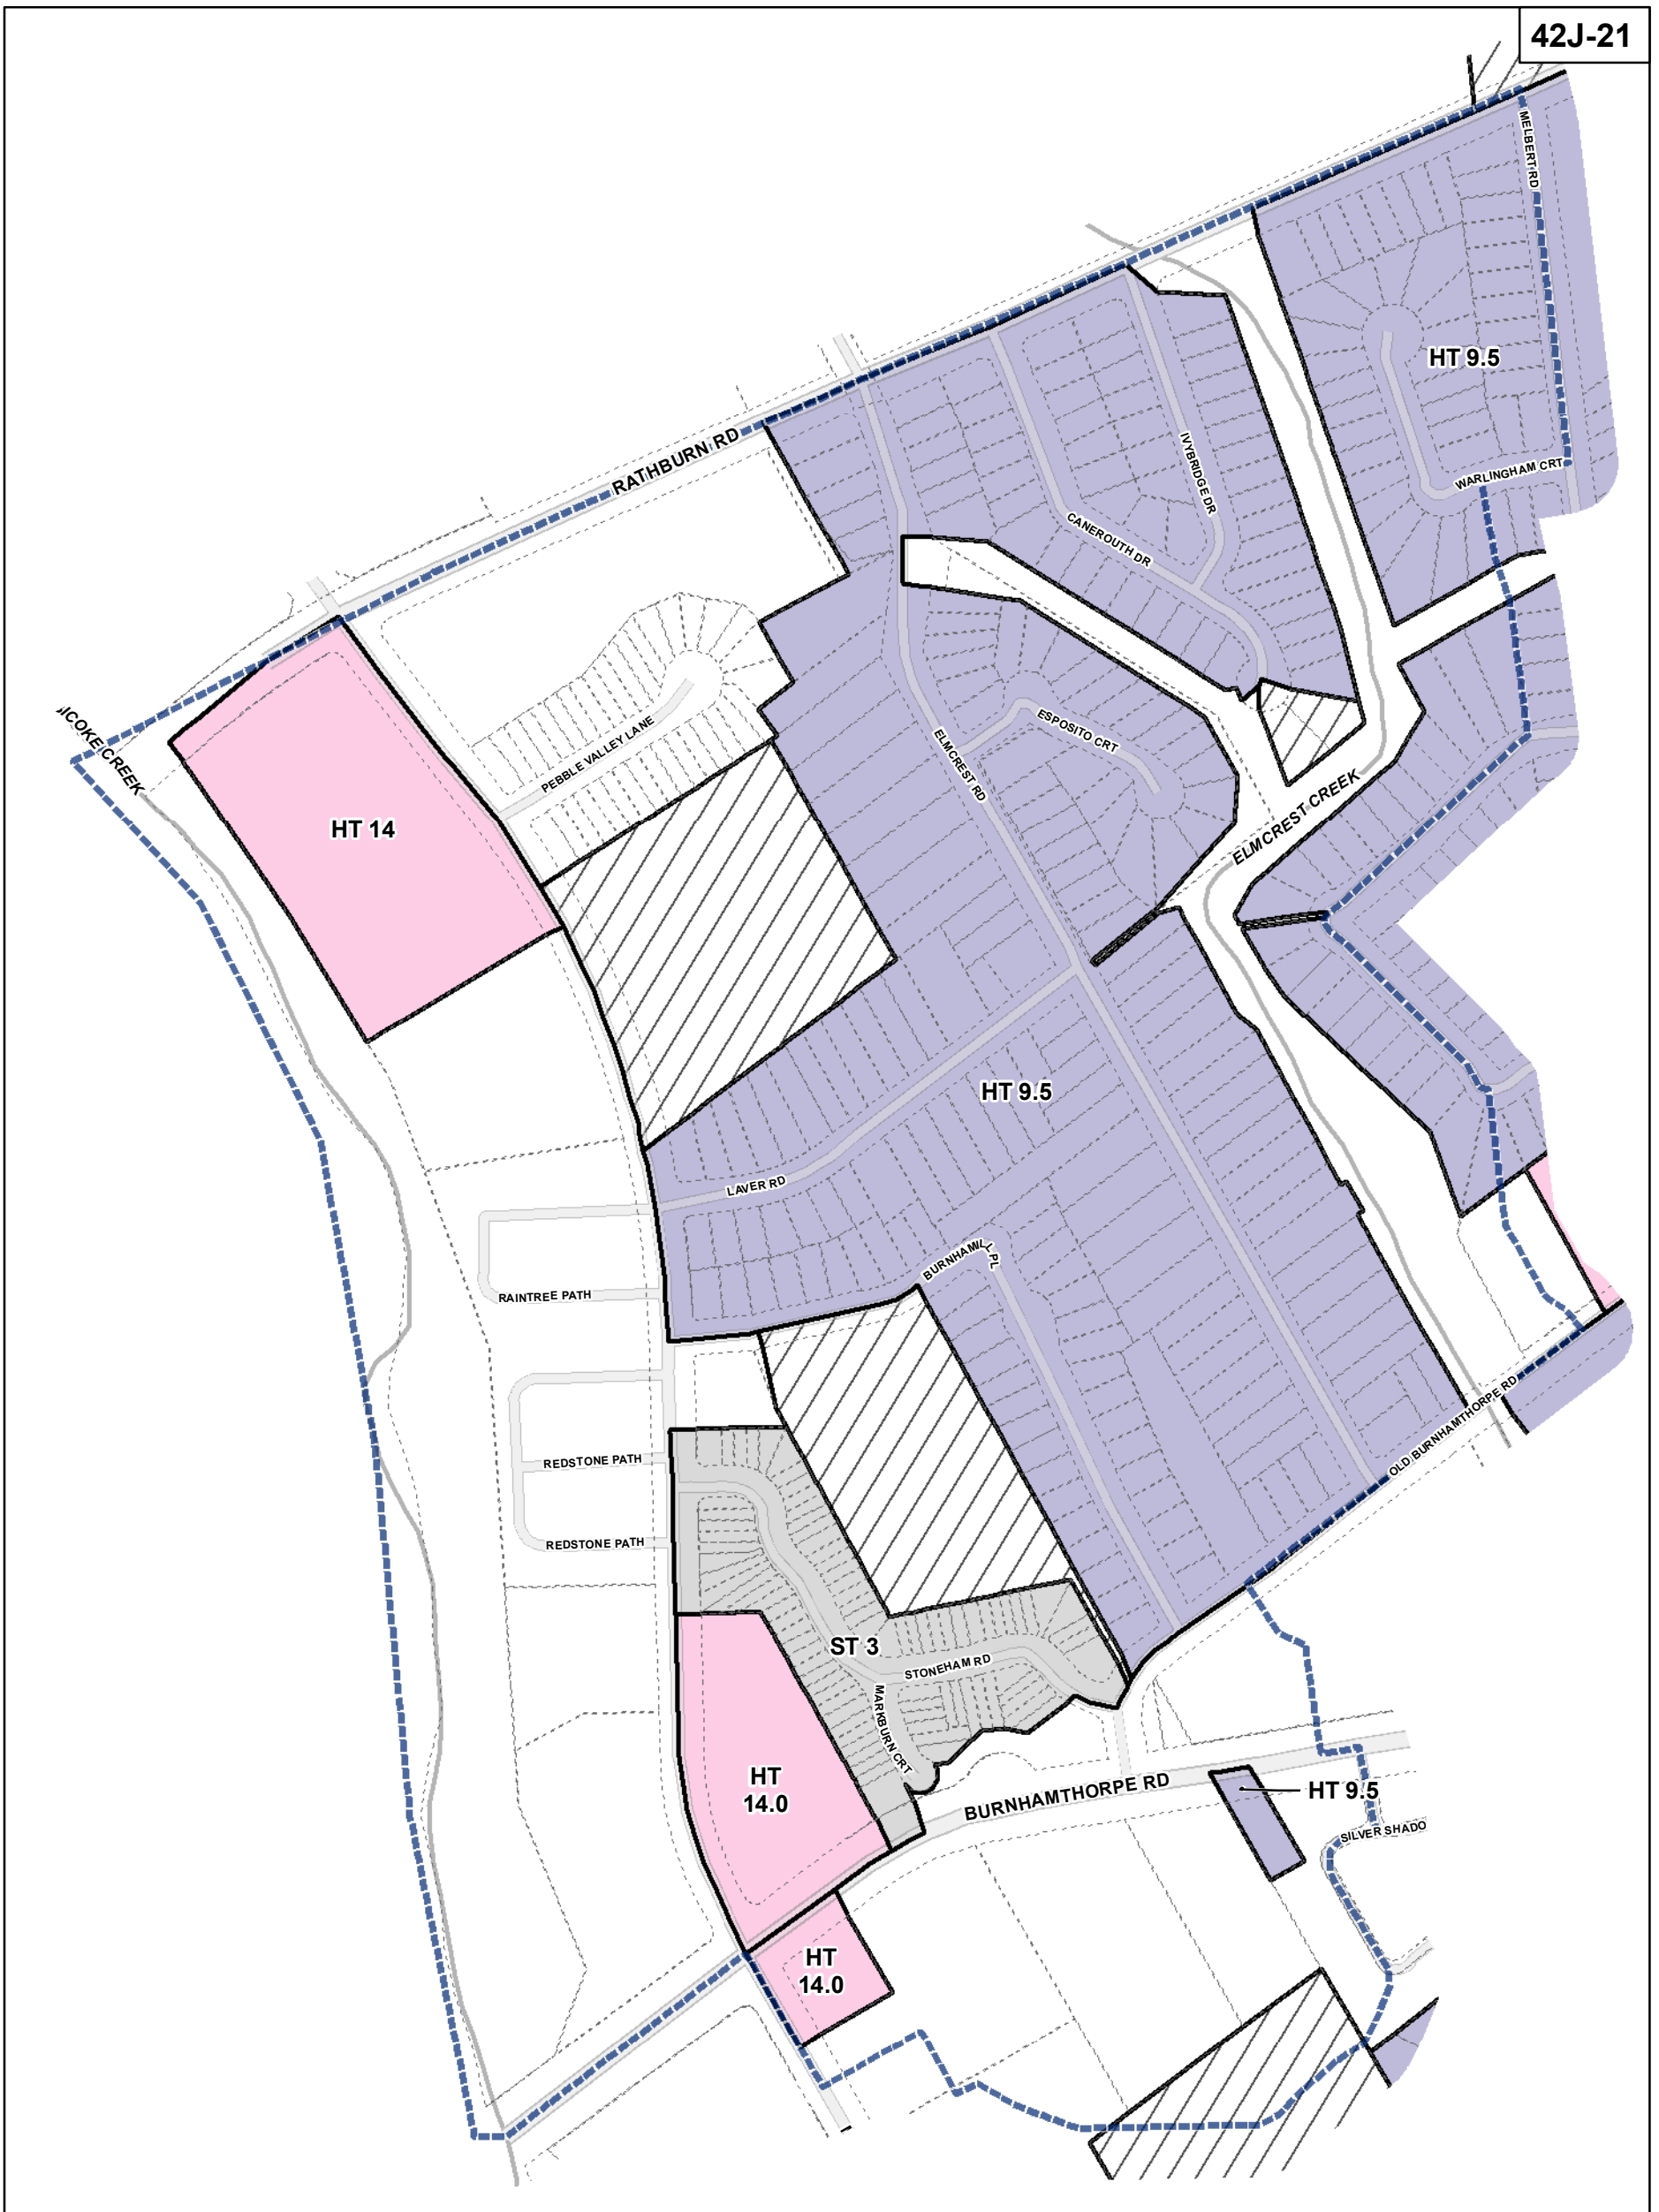 42J-21
MELBERT RD
HT 9.5
RATHBURN RD
IVYBRIDGE DR
WARLINGHAM CRT
CANEROUTH DR
ICOKE CREEK
ESPOSITO CRT
PEBBLE VALLEY LANE
ELMCREST RD
HT 14
ELMCREST CREEK
HT 9.5
LAVER RD
BURNHAM
PL
RAINTREE PATH
OLD BURNHAMTHORPE RD
REDSTONE PATH
REDSTONE PATH
ST 3
STONEHAM RD
MARKBURN CRT
HT
14.0
BURNHAMTHORPE RD
HT 9.5
SILVER SHADO
HT
14.0